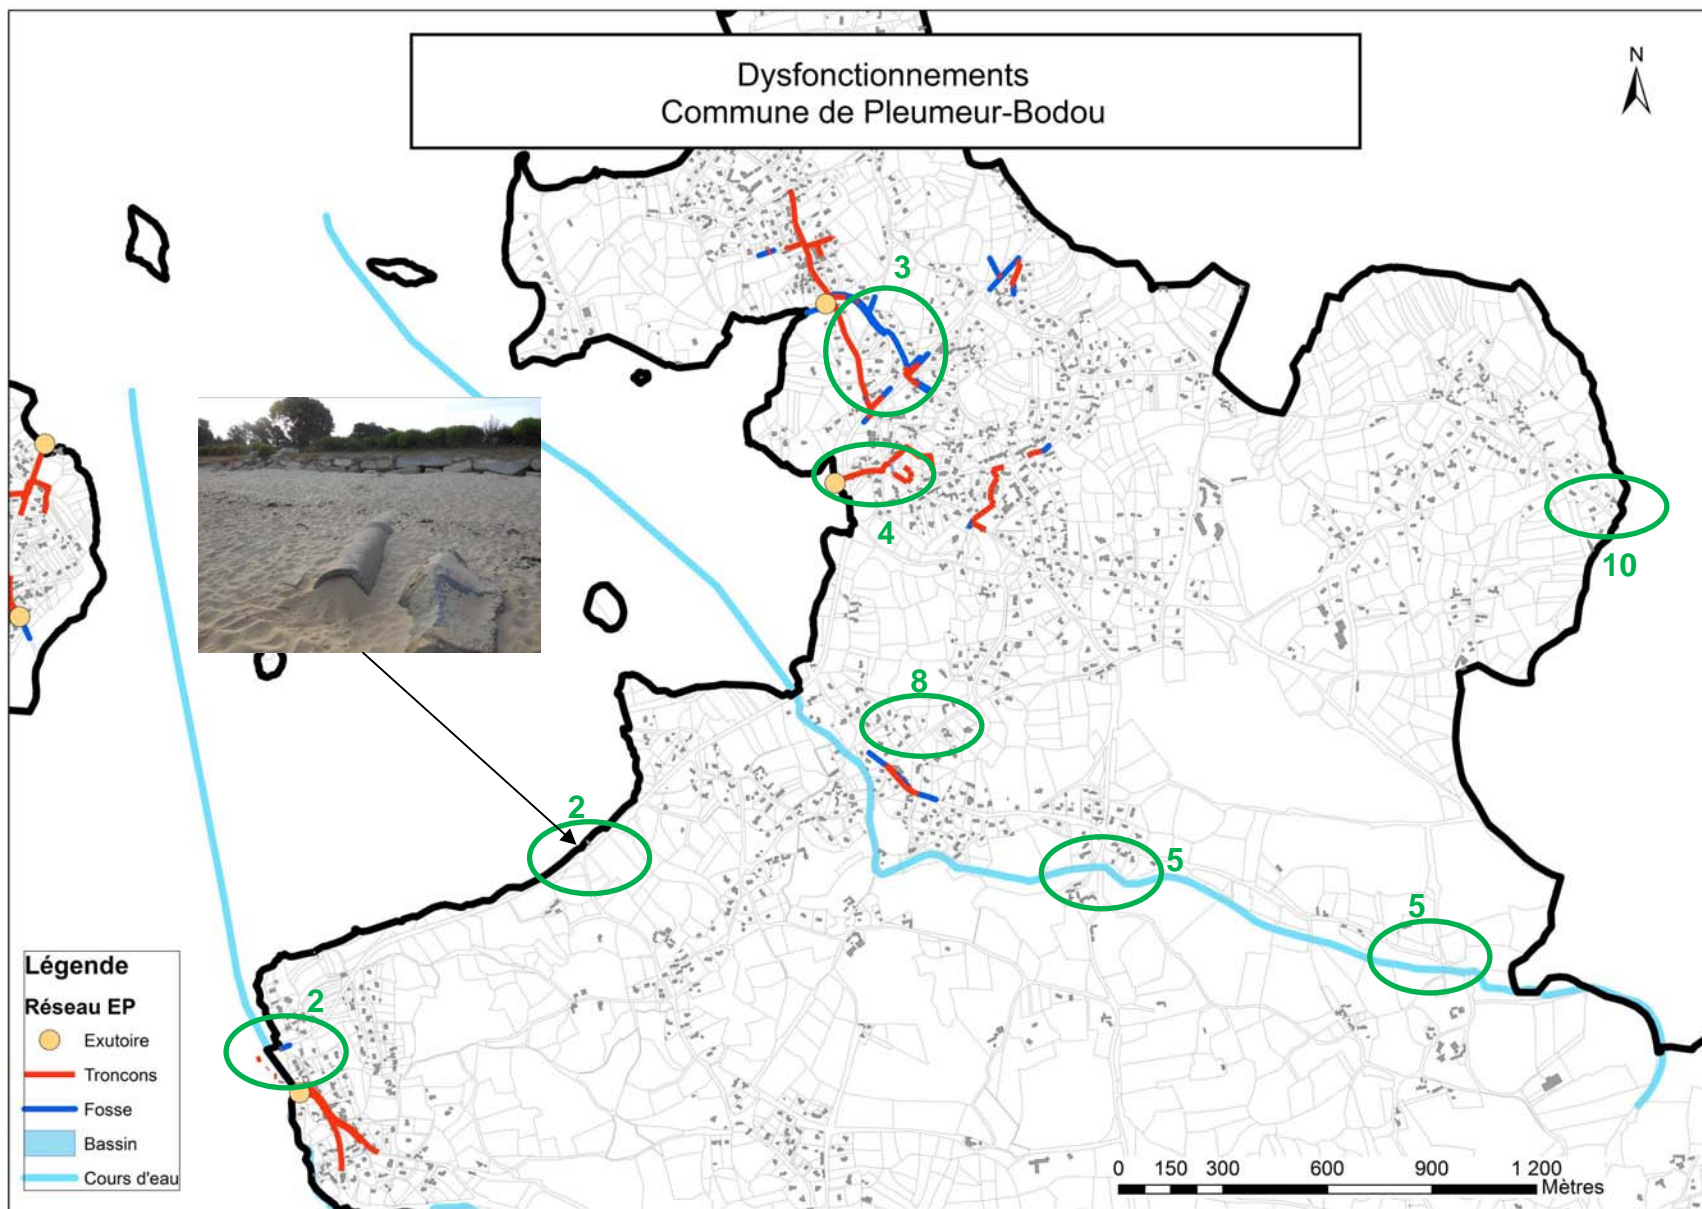 Dysfonctionnements
Commune de Pleumeur-Bodou
N
3
4
10
8
2
5
5
2
Légende
Réseau EP
Exutoire
Troncons
Fosse
Bassin
Cours d'eau
0 150 300 600 900 1 200
Mètres